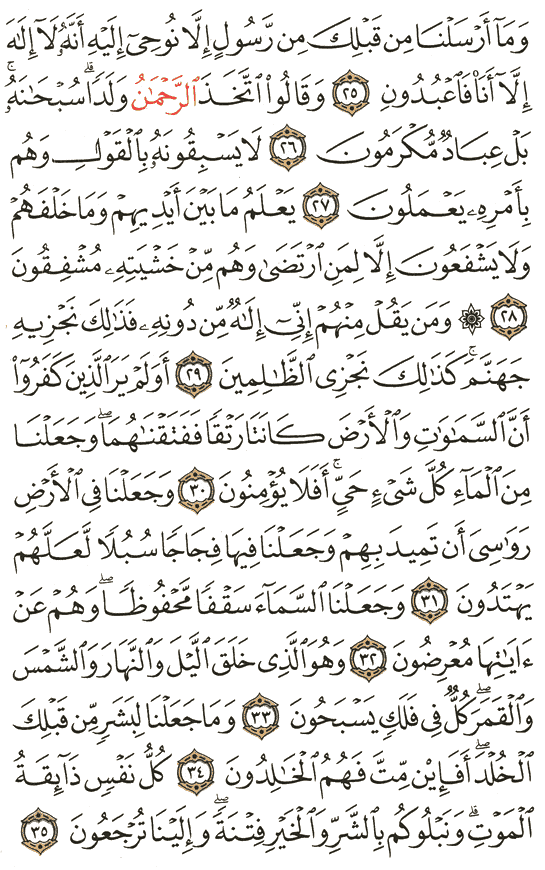 وَمَآ أَرْسَلْنَا مِن قَبْلِكَ مِن رَّسُولٍ إِلَّا نُوحِىٓ إِلَيْهِ أَنَّهُۥ لَآ إِلَٰهَ
إِلَّآ أَنَا۠ فَٱعْبُدُونِ ٢٥ وَقَالُوا۟ ٱتَّخَذَ ٱلرَّحْمَٰنُ وَلَدًا ۗ سُبْحَٰنَهُۥ ۚ
بَلْ عِبَادٌ مُّكْرَمُونَ ٢٦ لَا يَسْبِقُونَهُۥ بِٱلْقَوْلِ وَهُم
بِأَمْرِهِۦ يَعْمَلُونَ ٢٧ يَعْلَمُ مَا بَيْنَ أَيْدِيهِمْ وَمَا خَلْفَهُمْ
وَلَا يَشْفَعُونَ إِلَّا لِمَنِ ٱرْتَضَىٰ وَهُم مِّنْ خَشْيَتِهِۦ مُشْفِقُونَ
٢٨ ۞ وَمَن يَقُلْ مِنْهُمْ إِنِّىٓ إِلَٰهٌ مِّن دُونِهِۦ فَذَٰلِكَ نَجْزِيهِ
جَهَنَّمَ ۚ كَذَٰلِكَ نَجْزِى ٱلظَّٰلِمِينَ ٢٩ أَوَلَمْ يَرَ ٱلَّذِينَ كَفَرُوٓا۟
أَنَّ ٱلسَّمَٰوَٰتِ وَٱلْأَرْضَ كَانَتَا رَتْقًا فَفَتَقْنَٰهُمَا ۖ وَجَعَلْنَا
مِنَ ٱلْمَآءِ كُلَّ شَىْءٍ حَىٍّ ۖ أَفَلَا يُؤْمِنُونَ ٣٠ وَجَعَلْنَا فِى ٱلْأَرْضِ
رَوَٰسِىَ أَن تَمِيدَ بِهِمْ وَجَعَلْنَا فِيهَا فِجَاجًا سُبُلًا لَّعَلَّهُمْ
يَهْتَدُونَ ٣١ وَجَعَلْنَا ٱلسَّمَآءَ سَقْفًا مَّحْفُوظًا ۖ وَهُمْ عَنْ
ءَايَٰتِهَا مُعْرِضُونَ ٣٢ وَهُوَ ٱلَّذِى خَلَقَ ٱلَّيْلَ وَٱلنَّهَارَ وَٱلشَّمْسَ
وَٱلْقَمَرَ ۖ كُلٌّ فِى فَلَكٍ يَسْبَحُونَ ٣٣ وَمَا جَعَلْنَا لِبَشَرٍ مِّن قَبْلِكَ
ٱلْخُلْدَ ۖ أَفَإِي۟ن مِّتَّ فَهُمُ ٱلْخَٰلِدُونَ ٣٤ كُلُّ نَفْسٍ ذَآئِقَةُ
ٱلْمَوْتِ ۗ وَنَبْلُوكُم بِٱلشَّرِّ وَٱلْخَيْرِ فِتْنَةً ۖ وَإِلَيْنَا تُرْجَعُونَ ٣٥